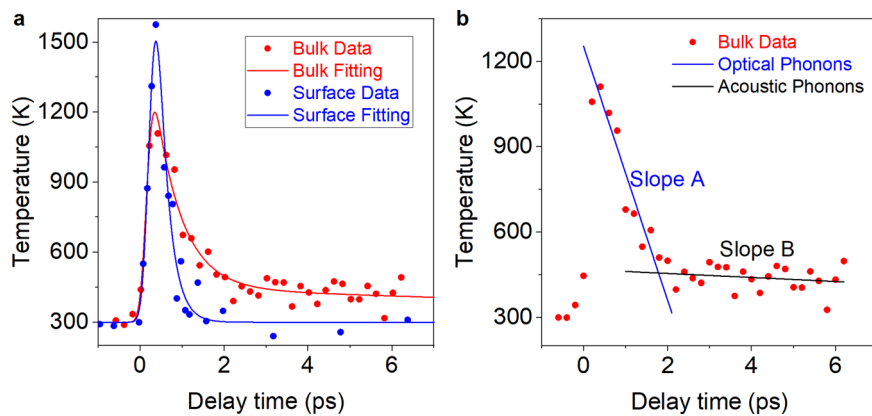 a
1500
1200
900
600
300
Temperature (K)
0
2
4
6
Delay time (ps)
Bulk Data
Bulk Fitting
Surface Data
Surface Fitting
b
1200
900
600
300
Temperature (K)
0
2
4
6
Delay time (ps)
Bulk Data
Optical Phonons
Acoustic Phonons
Slope A
Slope B